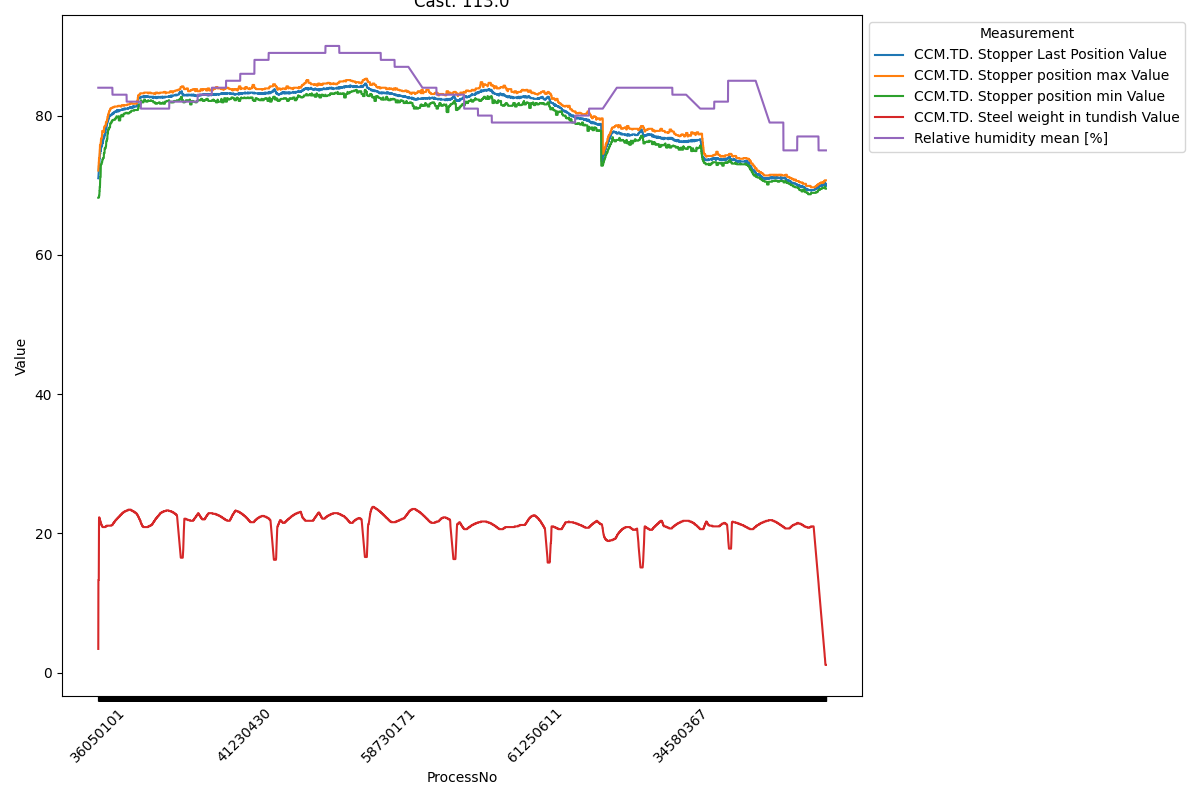 Cast: 113.0
Measurement
CCM.TD. Stopper Last Position Value
CCM.TD. Stopper position max Value
CCM.TD. Stopper position min Value
CCM.TD. Steel weight in tundish Value
Relative humidity mean [%]
80
60
40
20
0
Value
36050101
41230430
58730171
61250611
34580367
ProcessNo